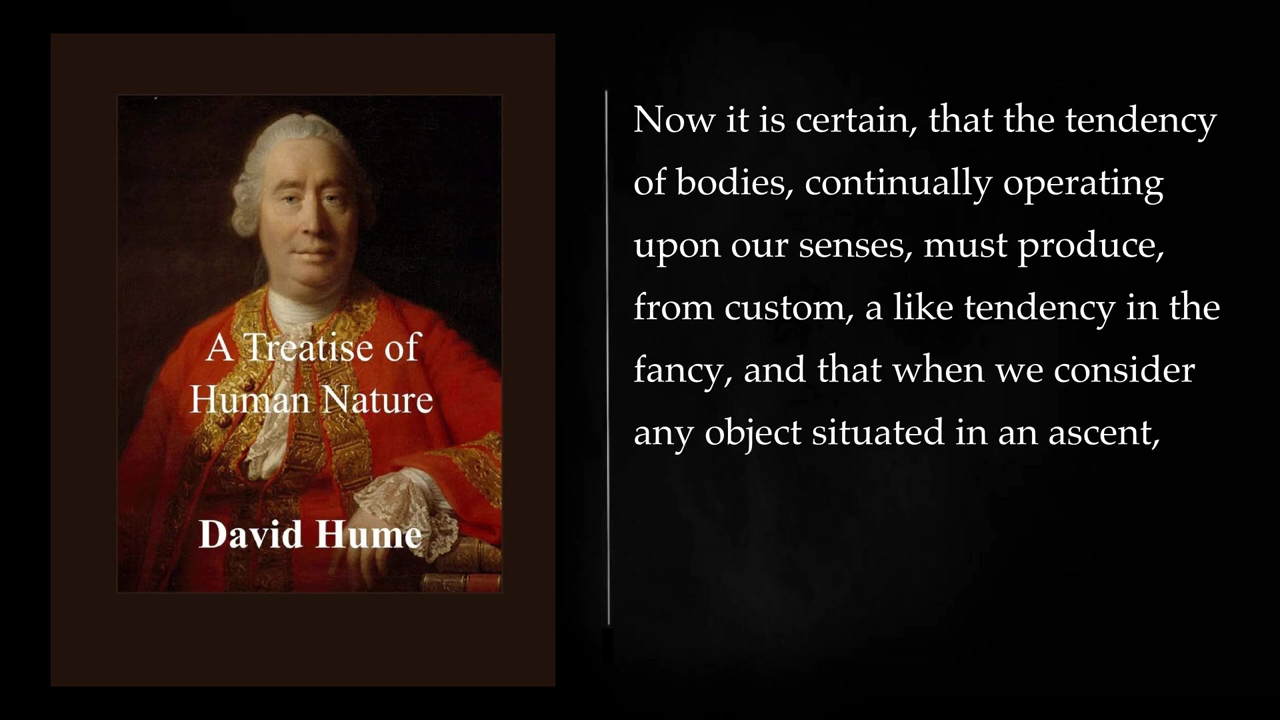 A Treatise of
Human Nature
David Hume
Now it is certain, that the tendency
of bodies, continually operating
upon our senses, must produce,
from custom, a like tendency in the
fancy, and that when we consider
any object situated in an ascent,